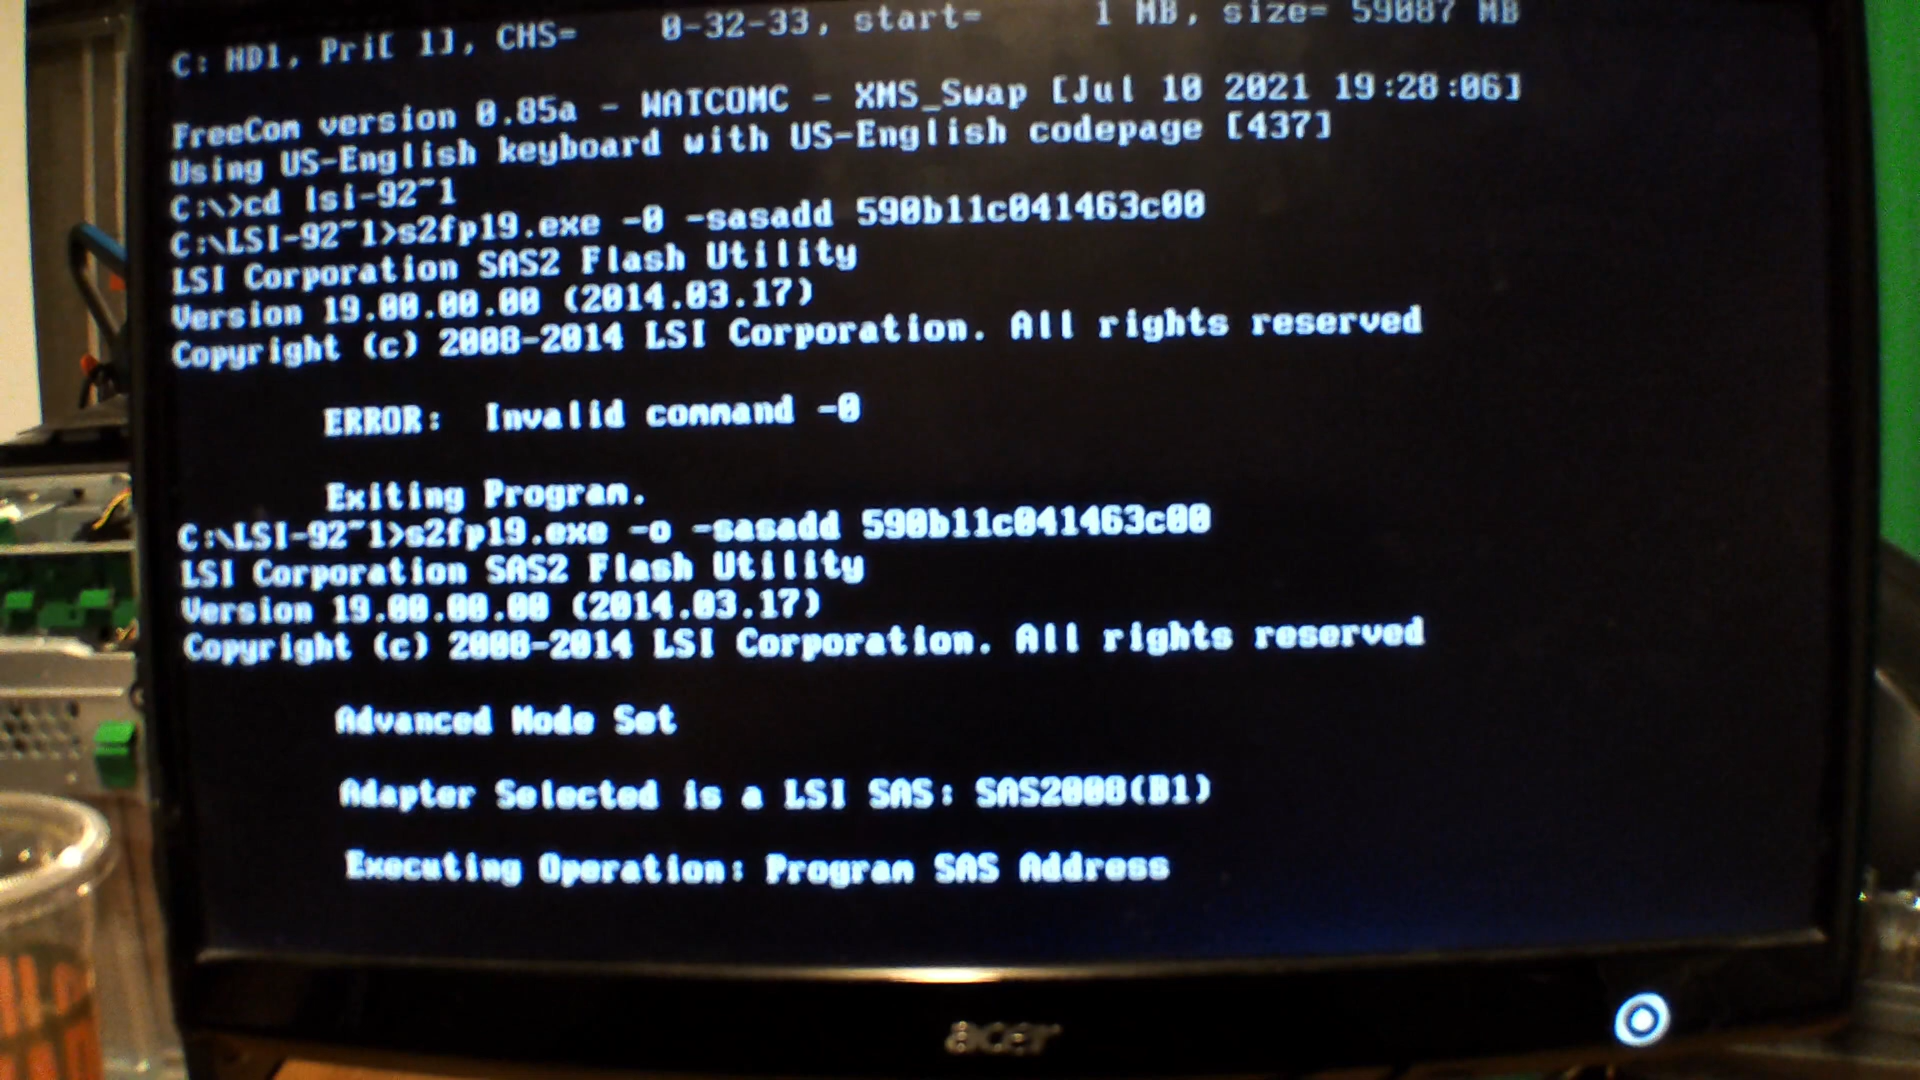 C: HD1, Pri[ 1], CHS= 0-32-33, start= 1 MB, size= 59087 MB
FreeCom version 0.85a - WATCOMC - XMS_Swap [Jul 10 2021 19:28:06]
Using US-English keyboard with US-English codepage [437]
C:\>cd lsi-92~1
C:\LSI-92~1>s2fp19.exe -0 -sasadd 590b11c041463c00
LSI Corporation SAS2 Flash Utility
Version 19.00.00.00 (2014.03.17)
Copyright (c) 2008-2014 LSI Corporation. All rights reserved
ERROR: Invalid command -0
Exiting Program.
C:\LSI-92~1>s2fp19.exe -o -sasadd 590b11c041463c00
LSI Corporation SAS2 Flash Utility
Version 19.00.00.00 (2014.03.17)
Copyright (c) 2008-2014 LSI Corporation. All rights reserved
Advanced Mode Set
Adapter Selected is a LSI SAS: SAS2008(B1)
Executing Operation: Program SAS Address
acer